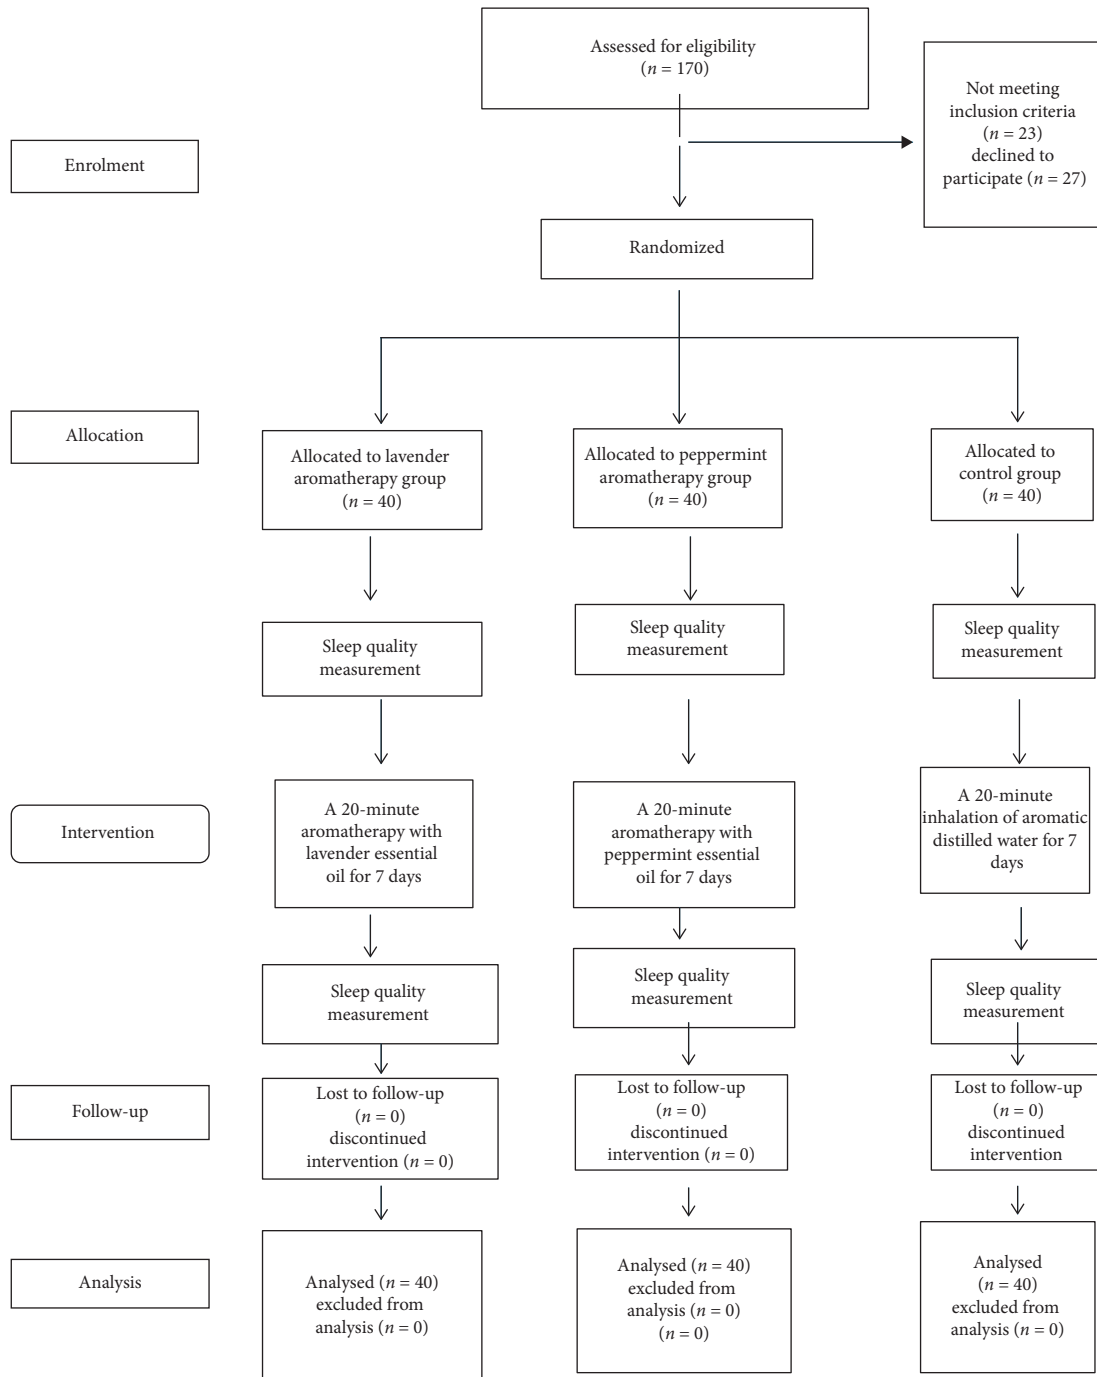 Assessed for eligibility
(n = 170)
Not meeting
inclusion criteria
(n = 23)
declined to
participate (n = 27)
Enrolment
Randomized
Allocation
Allocated to lavender
aromatherapy group
(n = 40)
Allocated to peppermint
aromatherapy group
(n = 40)
Allocated to
control group
(n = 40)
Sleep quality
measurement
Sleep quality
measurement
Sleep quality
measurement
Intervention
A 20-minute
aromatherapy with
lavender essential
oil for 7 days
A 20-minute
aromatherapy with
peppermint essential
oil for 7 days
A 20-minute
inhalation of aromatic
distilled water for 7
days
Sleep quality
measurement
Sleep quality
measurement
Sleep quality
measurement
Follow-up
Lost to follow-up
(n = 0)
discontinued
intervention (n = 0)
Lost to follow-up
(n = 0)
discontinued
intervention (n = 0)
Lost to follow-up
(n = 0)
discontinued
intervention
Analysis
Analysed (n = 40)
excluded from
analysis (n = 0)
Analysed (n = 40)
excluded from
analysis (n = 0)
(n = 0)
Analysed
(n = 40)
excluded from
analysis (n = 0)